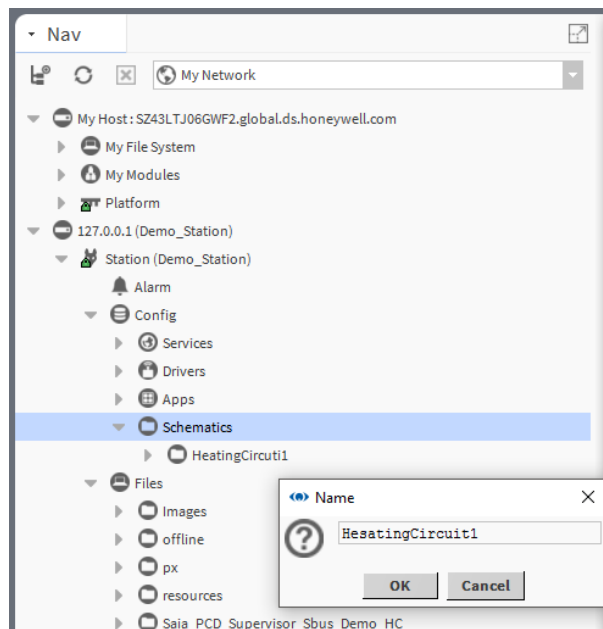 Nav
My Network
My Host : SZ43LTJ06GWF2.global.ds.honeywell.com
My File System
My Modules
Platform
127.0.0.1 (Demo_Station)
Station (Demo_Station)
Alarm
Config
Services
Drivers
Apps
Schematics
HeatingCircuti1
Files
Images
offline
px
resources
Saia_PCD_Supervisor_Sbus_Demo_HC
Name
HesatingCircuit1
OK Cancel